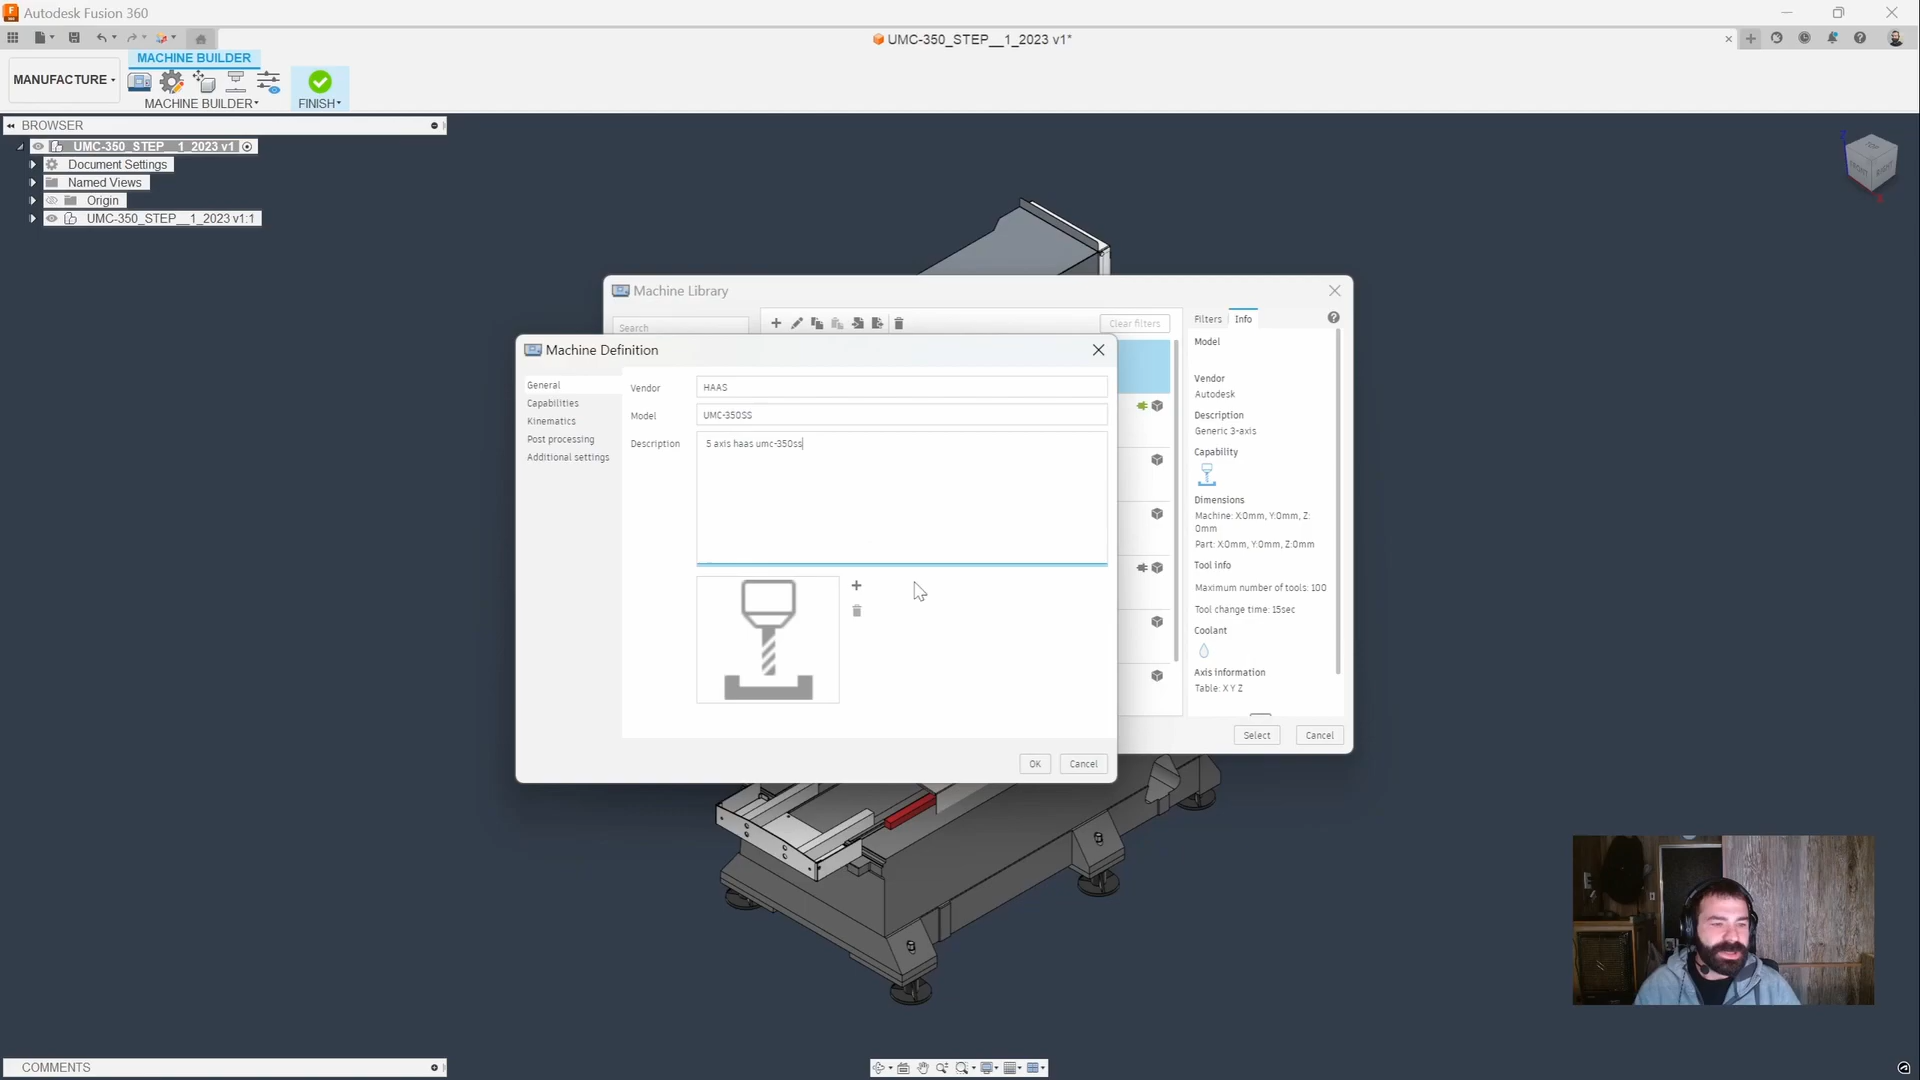 Autodesk Fusion 360
UMC-350_STEP__1_2023 v1*
MACHINE BUILDER
MANUFACTURE
MACHINE BUILDER
FINISH
BROWSER
UMC-350_STEP__1_2023 v1
Document Settings
Named Views
Origin
UMC-350_STEP__1_2023 v1:1
Machine Library
Search
Clear filters
Filters
Info
Machine Definition
General
Capabilities
Kinematics
Post processing
Additional settings
Vendor
HAAS
Model
UMC-350SS
Description
5 axis haas umc-350ss
OK
Cancel
Model
Vendor
Autodesk
Description
Generic 3-axis
Capability
Dimensions
Machine: X:0mm, Y:0mm, Z:
0mm
Part: X:0mm, Y:0mm, Z:0mm
Tool info
Maximum number of tools: 100
Tool change time: 15sec
Coolant
Axis information
Table: X Y Z
Select
Cancel
Z
TOP
RIGHT
X
COMMENTS